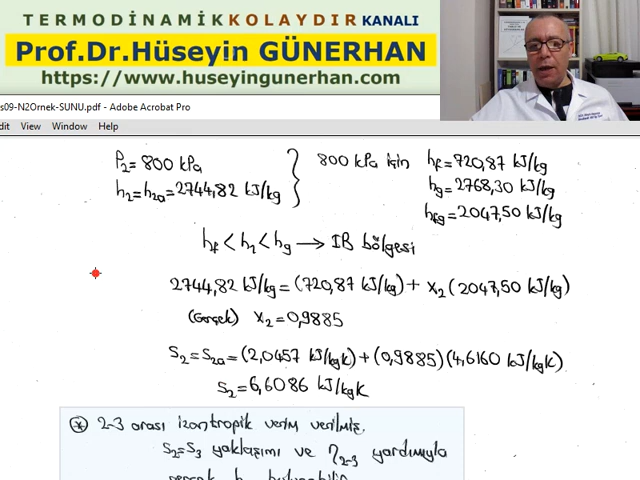 TERMODİNAMİKKOLAYDIR KANALI
Prof.Dr.Hüseyin GÜNERHAN
https://www.huseyingunerhan.com
s09-N2Ornek-SUNU.pdf - Adobe Acrobat Pro
dit View Window Help
P₂=800 kPa
h₂=h₂ₐ=2744,82 kJ/kg
800 kPa için
hf=720,87 kJ/kg
hg=2768,30 kJ/kg
hfg=2047,50 kJ/kg
hf<h₂<hg→IB bölgesi
2744,82 kJ/kg=(720,87 kJ/kg)+x₂(2047,50 kJ/kg)
(Gerçek) x₂=0,9885
s₂=s₂ₐ=(2,0457 kJ/kgK)+(0,9885)(4,6160 kJ/kgK)
s₂=6,6086 kJ/kgK
* 2-3 arası izontropik verim verilmiş.
s₂=s₃ yaklaşımı ve η₂₋₃ yardımıyla